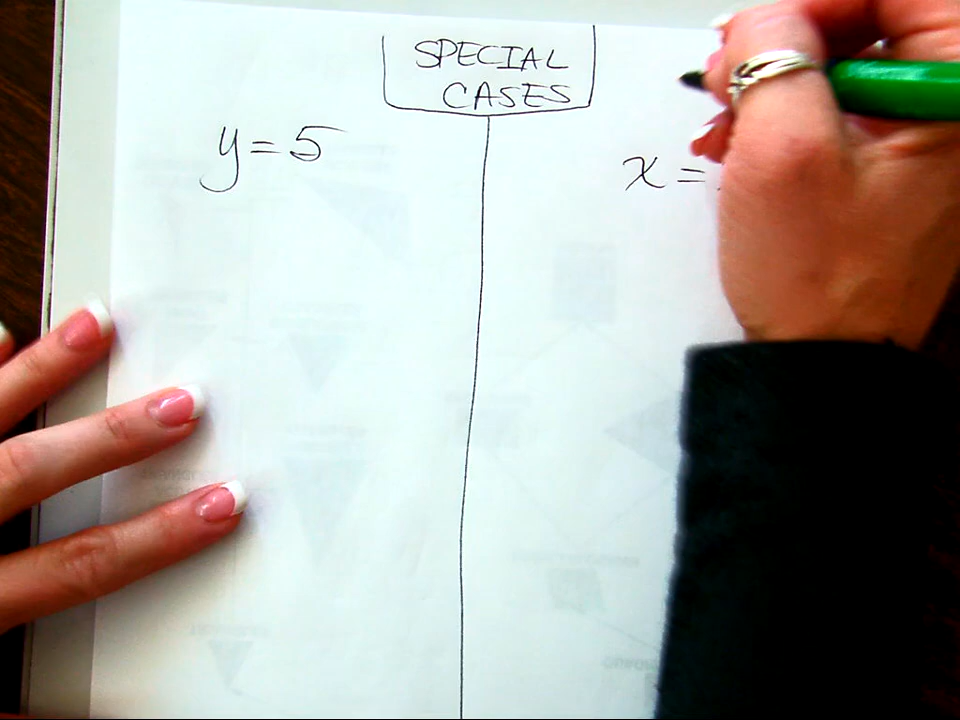 SPECIAL
CASES
y = 5
x =